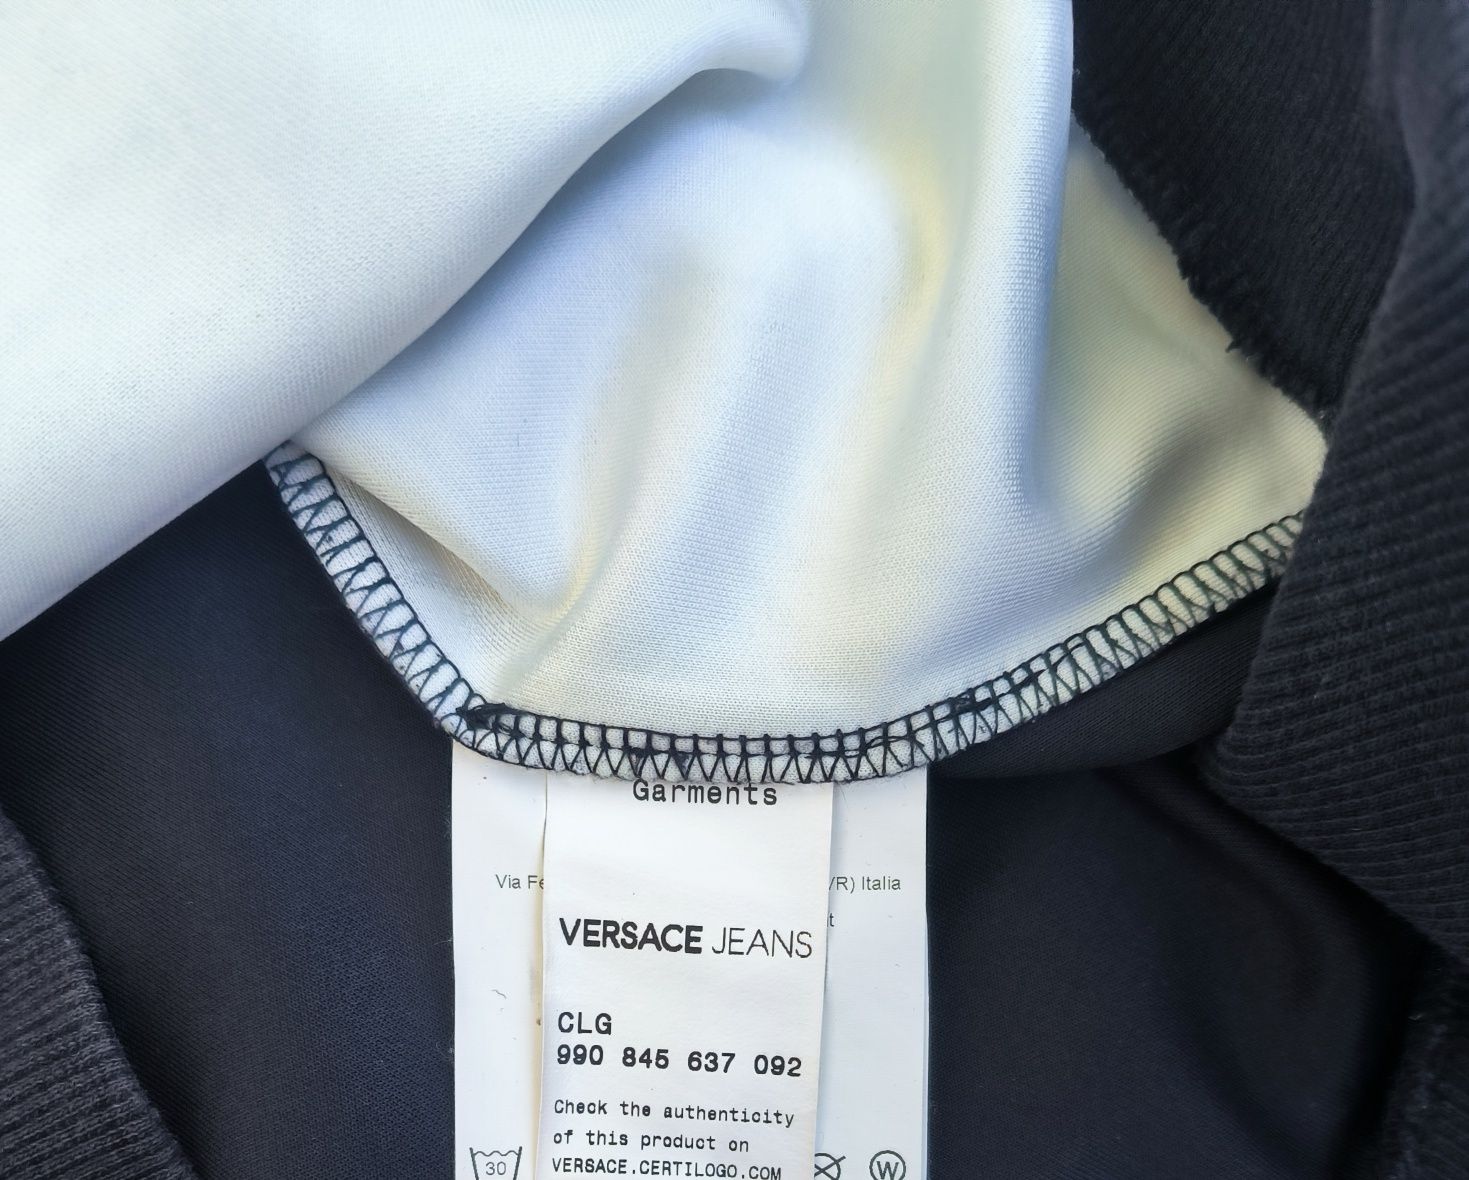 Garments
Via
/R) Italia
VERSACE JEANS
CLG
990 845 637 092
Check the authenticity
of this product on
VERSACE.CERTILOGO.COM
30
W